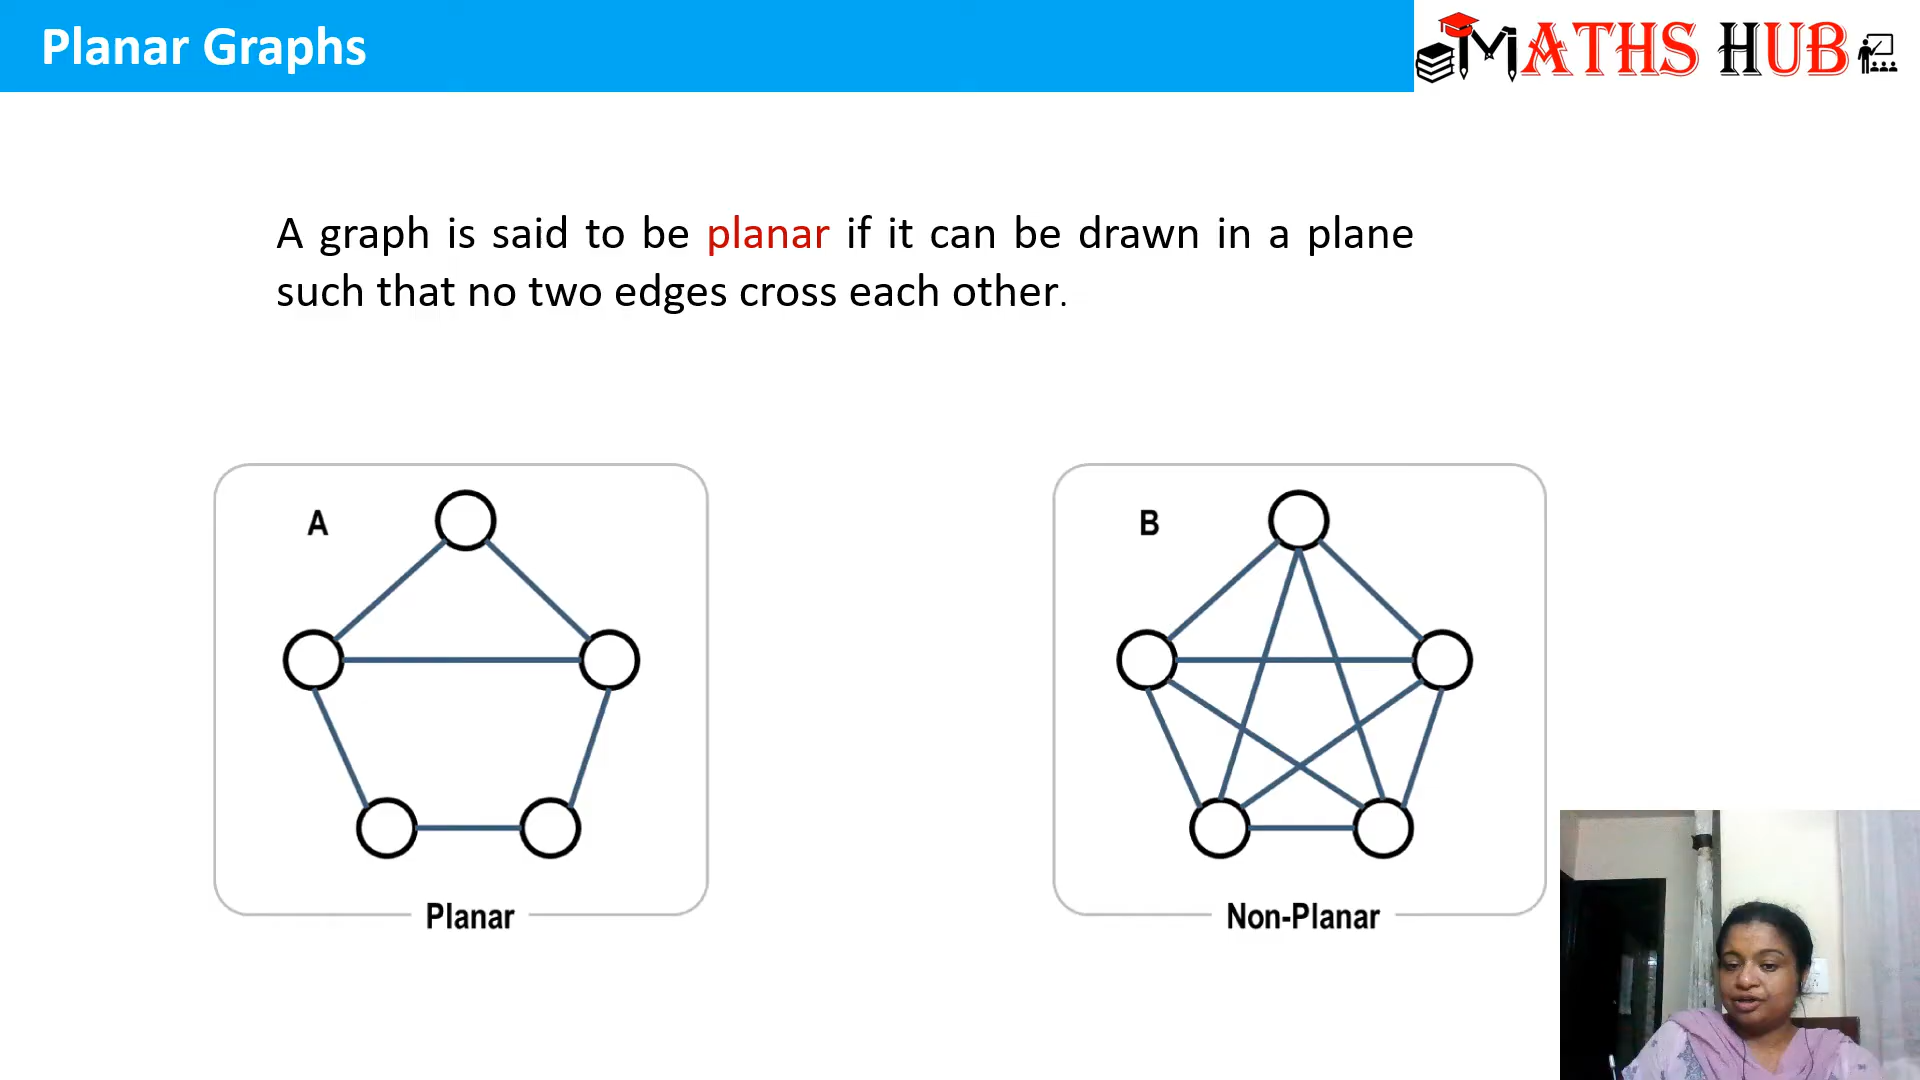 Planar Graphs
MATHS HUB
A graph is said to be planar if it can be drawn in a plane
such that no two edges cross each other.
A
B
Planar
Non-Planar